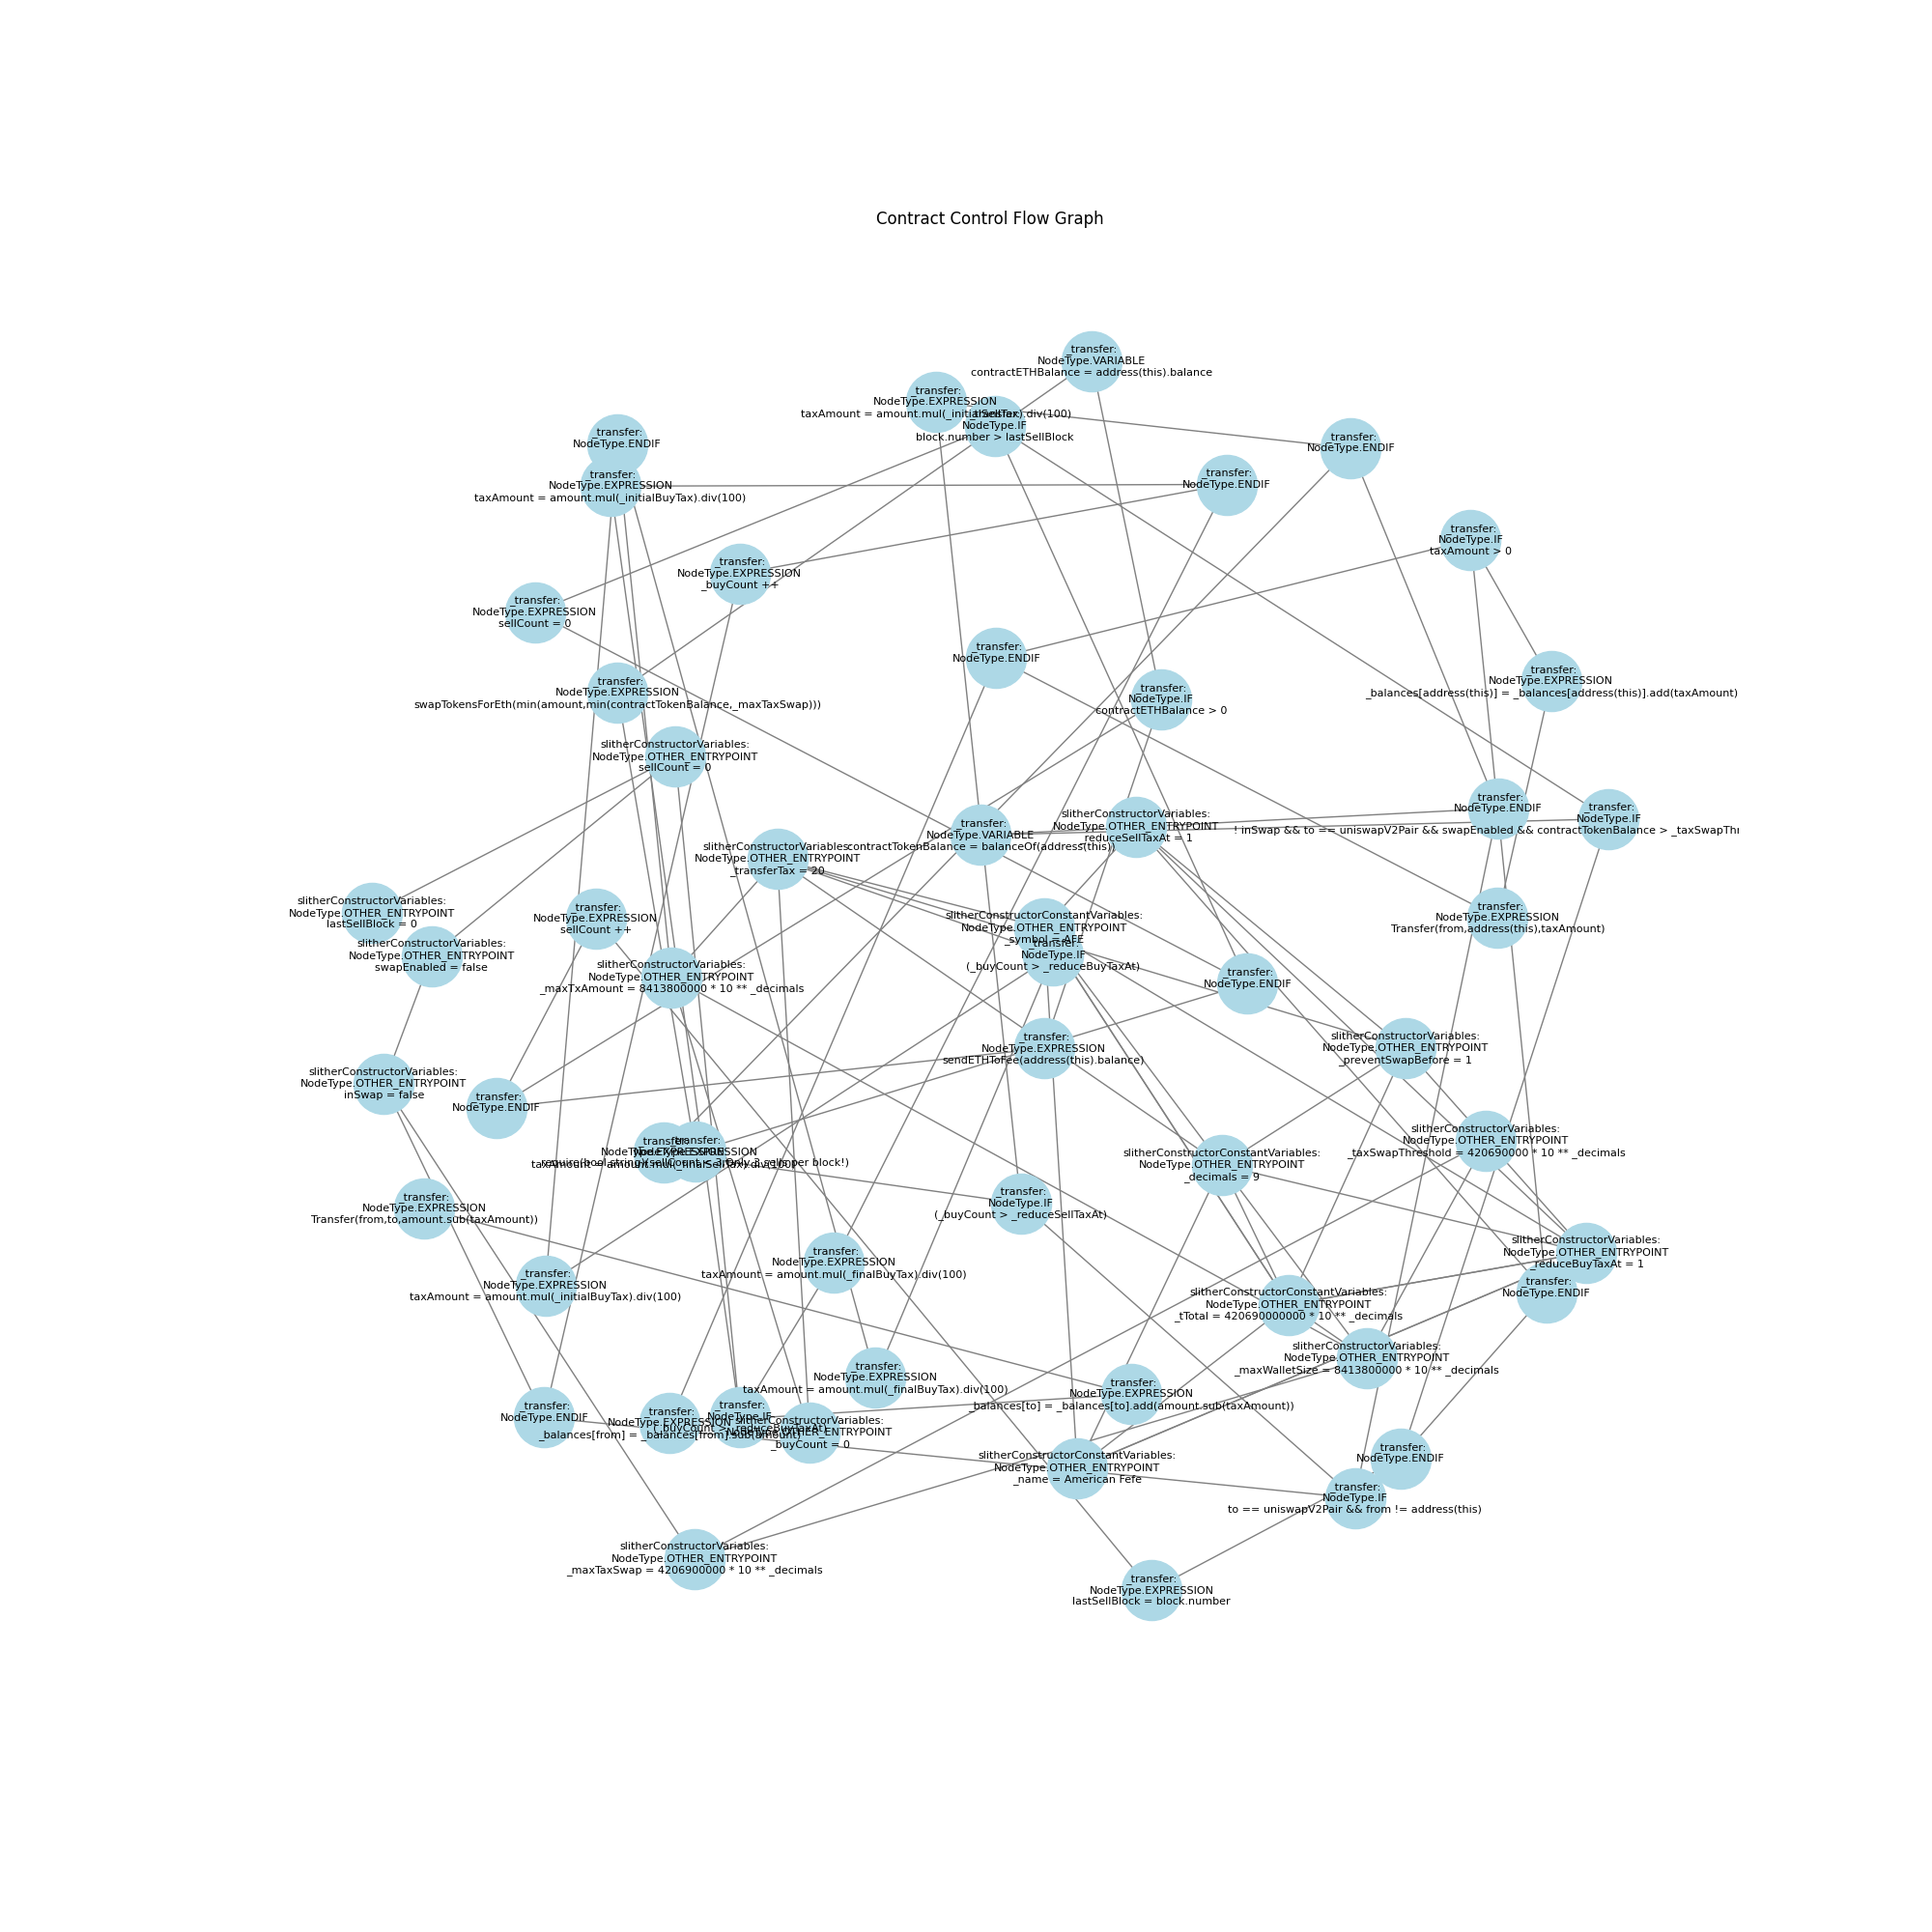 Contract Control Flow Graph
_transfer:
NodeType.VARIABLE
contractETHBalance = address(this).balance
_transfer:
NodeType.EXPRESSION
taxAmount = amount.mul(_initialSellTax).div(100)
_transfer:
NodeType.IF
block.number > lastSellBlock
_transfer:
NodeType.ENDIF
_transfer:
NodeType.ENDIF
_transfer:
NodeType.EXPRESSION
taxAmount = amount.mul(_initialBuyTax).div(100)
_transfer:
NodeType.ENDIF
_transfer:
NodeType.IF
taxAmount > 0
_transfer:
NodeType.EXPRESSION
_buyCount ++
_transfer:
NodeType.EXPRESSION
sellCount = 0
_transfer:
NodeType.ENDIF
_transfer:
NodeType.EXPRESSION
_balances[address(this)] = _balances[address(this)].add(taxAmount)
_transfer:
NodeType.EXPRESSION
swapTokensForEth(min(amount,min(contractTokenBalance,_maxTaxSwap)))
_transfer:
NodeType.IF
contractETHBalance > 0
slitherConstructorVariables:
NodeType.OTHER_ENTRYPOINT
sellCount = 0
_transfer:
NodeType.ENDIF
_transfer:
NodeType.IF
! inSwap && to == uniswapV2Pair && swapEnabled && contractTokenBalance > _taxSwapThr
slitherConstructorVariables:
NodeType.OTHER_ENTRYPOINT
_reduceSellTaxAt = 1
_transfer:
NodeType.VARIABLE
contractTokenBalance = balanceOf(address(this))
slitherConstructorVariables:
NodeType.OTHER_ENTRYPOINT
_transferTax = 20
slitherConstructorVariables:
NodeType.OTHER_ENTRYPOINT
lastSellBlock = 0
_transfer:
NodeType.EXPRESSION
sellCount ++
_transfer:
NodeType.EXPRESSION
Transfer(from,address(this),taxAmount)
slitherConstructorConstantVariables:
NodeType.OTHER_ENTRYPOINT
_symbol = AFE
_transfer:
NodeType.IF
(_buyCount > _reduceBuyTaxAt)
slitherConstructorVariables:
NodeType.OTHER_ENTRYPOINT
swapEnabled = false
slitherConstructorVariables:
NodeType.OTHER_ENTRYPOINT
_maxTxAmount = 8413800000 * 10 ** _decimals
_transfer:
NodeType.ENDIF
_transfer:
NodeType.EXPRESSION
sendETHToFee(address(this).balance)
slitherConstructorVariables:
NodeType.OTHER_ENTRYPOINT
_preventSwapBefore = 1
slitherConstructorVariables:
NodeType.OTHER_ENTRYPOINT
inSwap = false
_transfer:
NodeType.ENDIF
slitherConstructorVariables:
NodeType.OTHER_ENTRYPOINT
_taxSwapThreshold = 420690000 * 10 ** _decimals
_transfer:
NodeType.EXPRESSION
taxAmount = amount.mul(_finalSellTax).div(100)
_transfer:
NodeType.EXPRESSION
require(bool,string)(sellCount < 3,Only 3 sells per block!)
slitherConstructorConstantVariables:
NodeType.OTHER_ENTRYPOINT
_decimals = 9
_transfer:
NodeType.IF
(_buyCount > _reduceSellTaxAt)
_transfer:
NodeType.EXPRESSION
Transfer(from,to,amount.sub(taxAmount))
slitherConstructorVariables:
NodeType.OTHER_ENTRYPOINT
_reduceBuyTaxAt = 1
_transfer:
NodeType.EXPRESSION
taxAmount = amount.mul(_finalBuyTax).div(100)
_transfer:
NodeType.EXPRESSION
taxAmount = amount.mul(_initialBuyTax).div(100)
_transfer:
NodeType.ENDIF
slitherConstructorConstantVariables:
NodeType.OTHER_ENTRYPOINT
_tTotal = 420690000000 * 10 ** _decimals
slitherConstructorVariables:
NodeType.OTHER_ENTRYPOINT
_maxWalletSize = 8413800000 * 10 ** _decimals
_transfer:
NodeType.EXPRESSION
taxAmount = amount.mul(_finalBuyTax).div(100)
_transfer:
NodeType.EXPRESSION
_balances[to] = _balances[to].add(amount.sub(taxAmount))
_transfer:
NodeType.ENDIF
_transfer:
NodeType.EXPRESSION
_balances[from] = _balances[from].sub(amount)
_transfer:
NodeType.IF
(_buyCount > _reduceBuyTaxAt)
slitherConstructorVariables:
NodeType.OTHER_ENTRYPOINT
_buyCount = 0
slitherConstructorConstantVariables:
NodeType.OTHER_ENTRYPOINT
_name = American Fefe
_transfer:
NodeType.ENDIF
_transfer:
NodeType.IF
to == uniswapV2Pair && from != address(this)
slitherConstructorVariables:
NodeType.OTHER_ENTRYPOINT
_maxTaxSwap = 4206900000 * 10 ** _decimals
_transfer:
NodeType.EXPRESSION
lastSellBlock = block.number